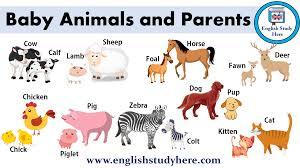 Baby Animals and Parents
English Study
Here
Cow
Calf
Sheep
Lamb
Horse
Foal
Fawn
Deer
Chicken
Chick
Pig
Piglet
Zebra
Colt
Dog
Pup
Cat
Kitten
www.englishstudyhere.com